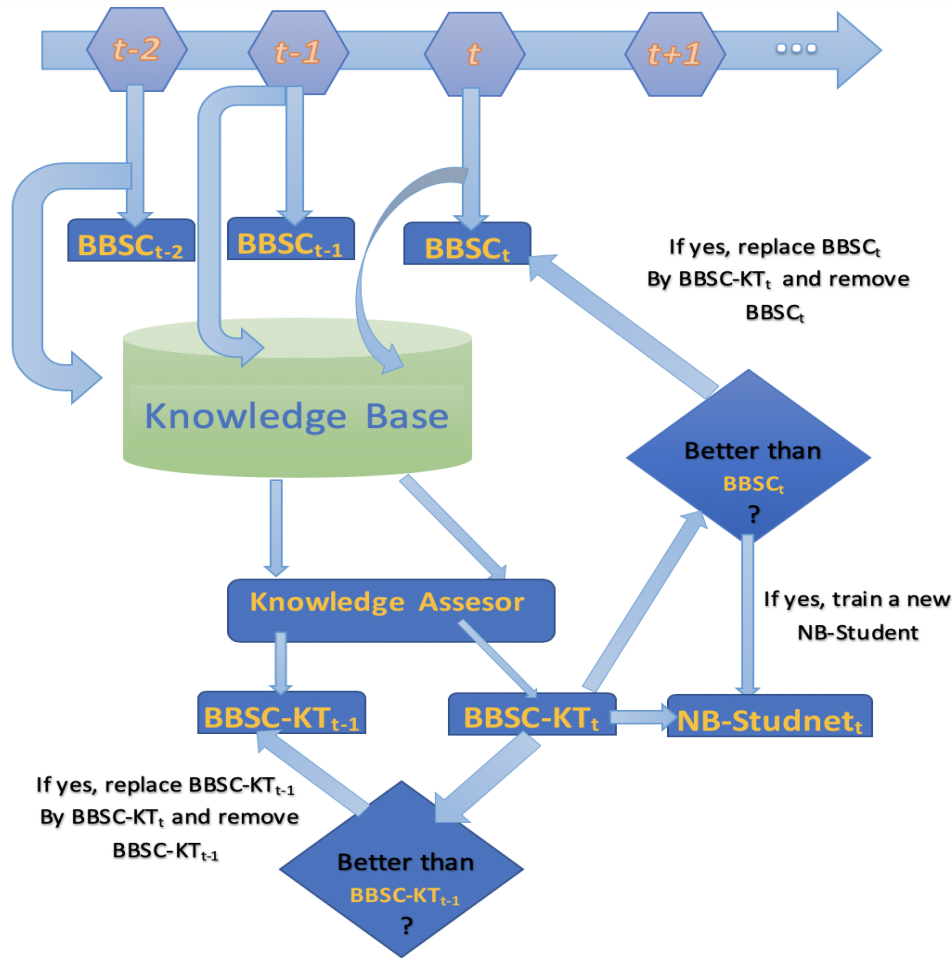 t-2 t-1 t t+1 ...
BBSCt-2 BBSCt-1 BBSCt
If yes, replace BBSCt
By BBSC-KTt and remove
BBSCt
Knowledge Base
Better than
BBSCt
?
Knowledge Assesor
If yes, train a new
NB-Student
BBSC-KTt-1 BBSC-KTt NB-Studnett
If yes, replace BBSC-KTt-1
By BBSC-KTt and remove
BBSC-KTt-1
Better than
BBSC-KTt-1
?